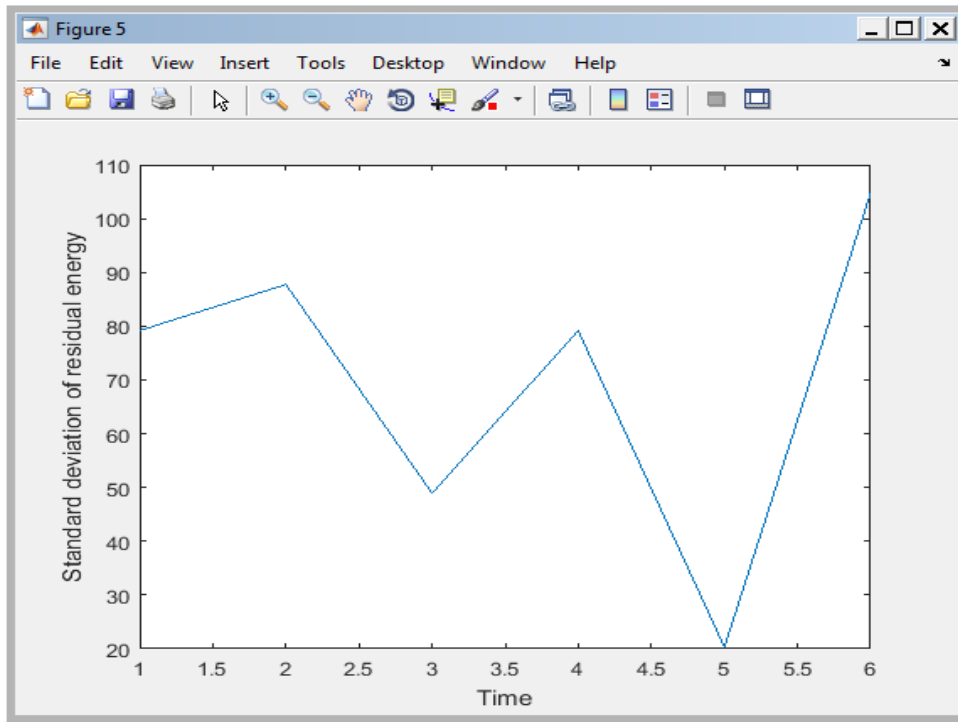 Figure 5
File Edit View Insert Tools Desktop Window Help
110
100
90
80
70
60
50
40
30
20
Standard deviation of residual energy
1 1.5 2 2.5 3 3.5 4 4.5 5 5.5 6
Time